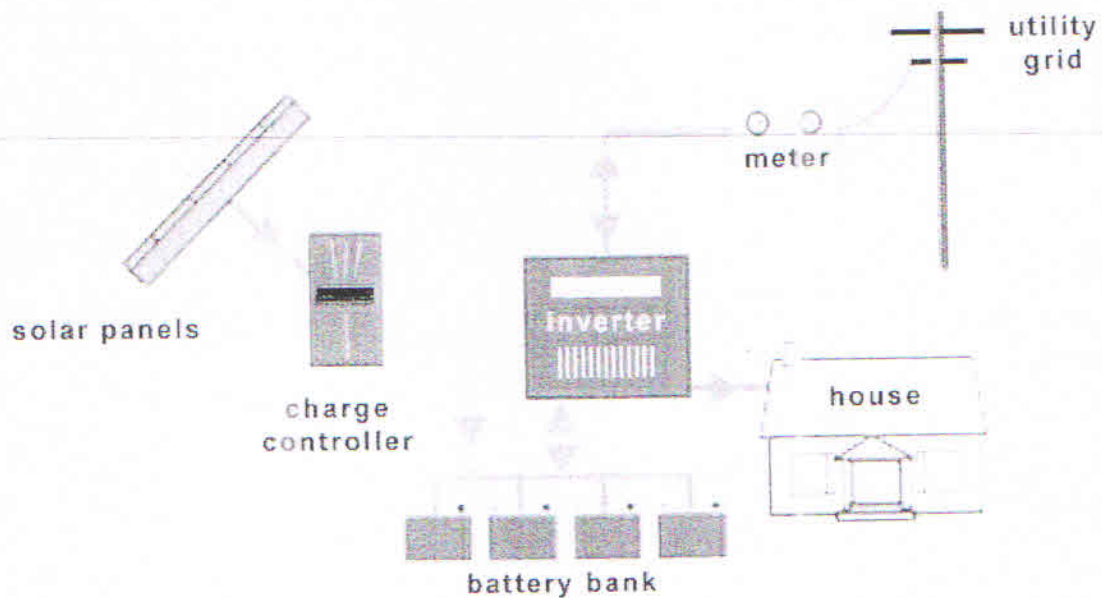 utility
grid
meter
solar panels
inverter
charge
controller
house
battery bank